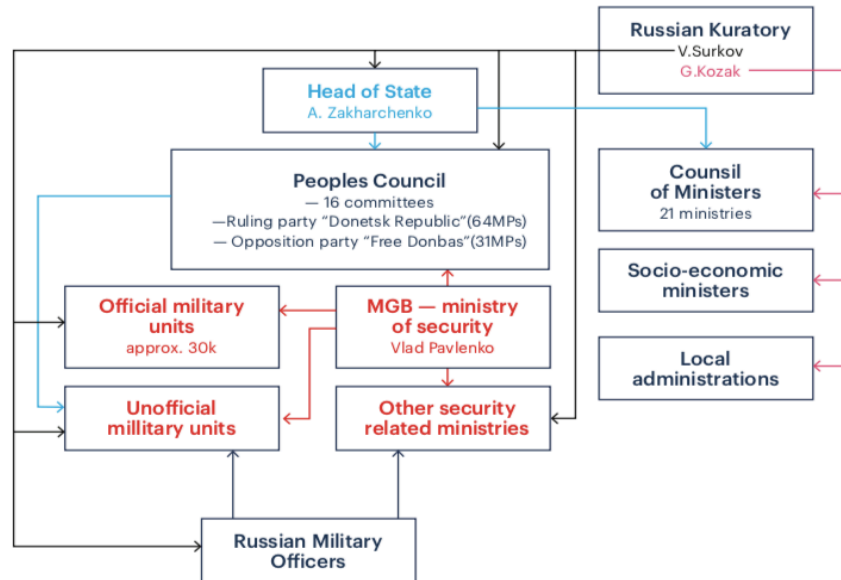 Russian Kuratory
V.Surkov
G.Kozak
Head of State
A. Zakharchenko
Peoples Council
— 16 committees
—Ruling party “Donetsk Republic”(64MPs)
— Opposition party “Free Donbas”(31MPs)
Counsil
of Ministers
21 ministries
Socio-economic
ministers
Official military
units
approx. 30k
MGB — ministry
of security
Vlad Pavlenko
Local
administrations
Unofficial
millitary units
Other security
related ministries
Russian Military
Officers